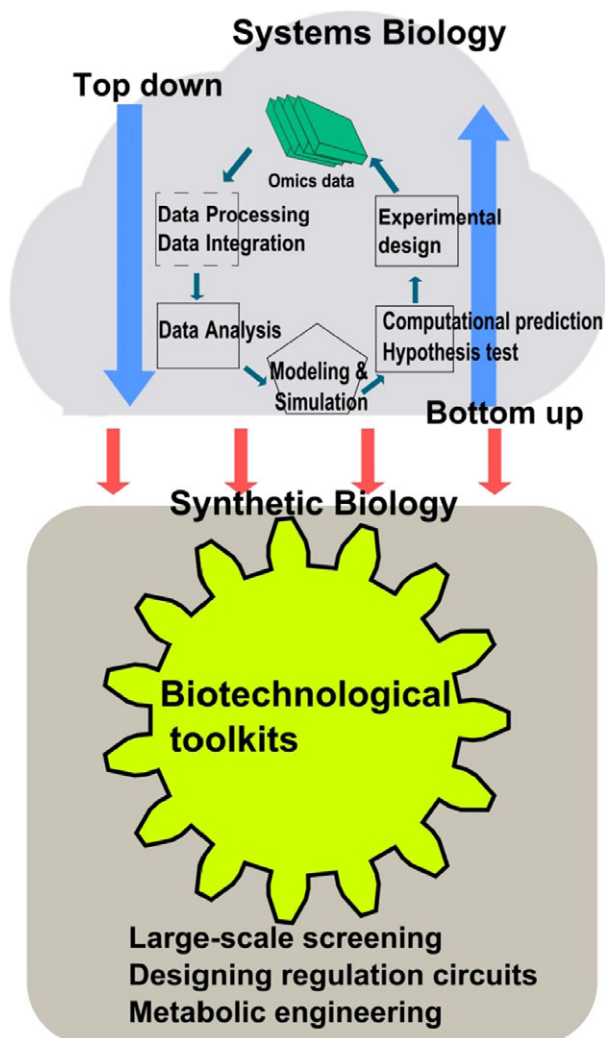 Systems Biology
Top down
Omics data
Data Processing
Data Integration
Experimental
design
Data Analysis
Computational prediction
Hypothesis test
Modeling &
Simulation
Bottom up
Synthetic Biology
Biotechnological
toolkits
Large-scale screening
Designing regulation circuits
Metabolic engineering